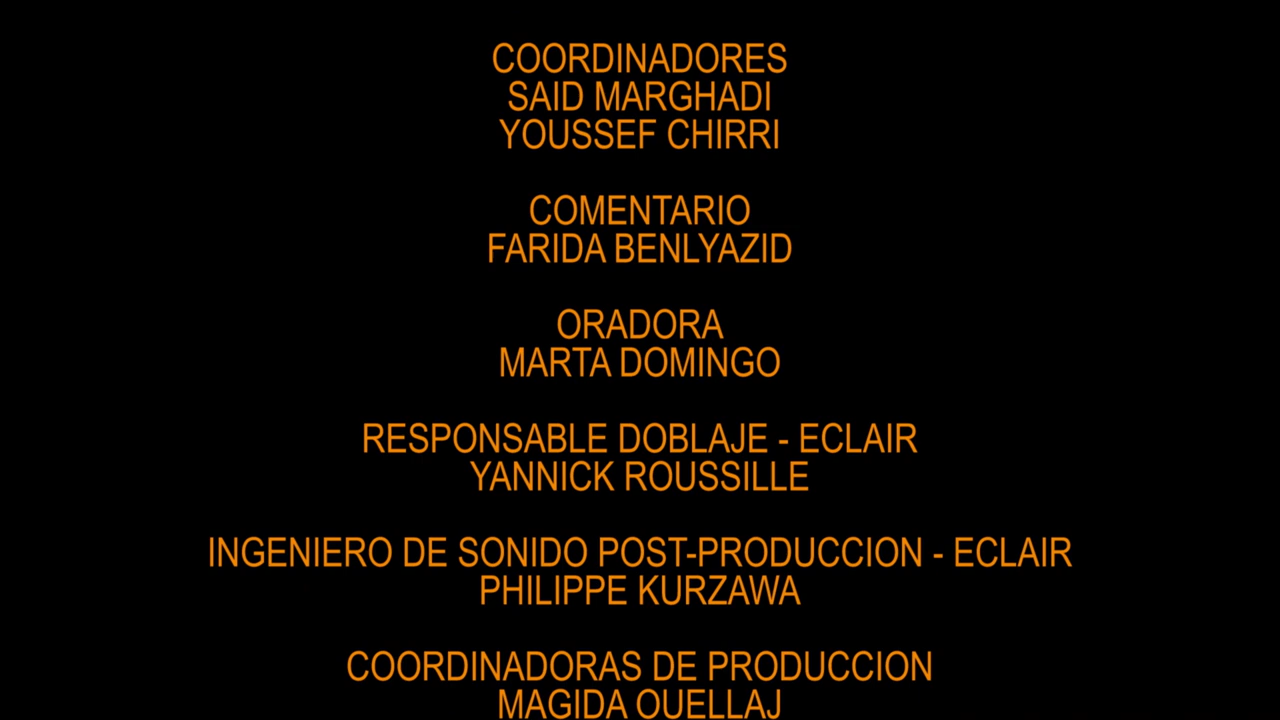 COORDINADORES
SAID MARGHADI
YOUSSEF CHIRRI
COMENTARIO
FARIDA BENLYAZID
ORADORA
MARTA DOMINGO
RESPONSABLE DOBLAJE - ECLAIR
YANNICK ROUSSILLE
INGENIERO DE SONIDO POST-PRODUCCION - ECLAIR
PHILIPPE KURZAWA
COORDINADORAS DE PRODUCCION
MAGIDA OUELLAJ